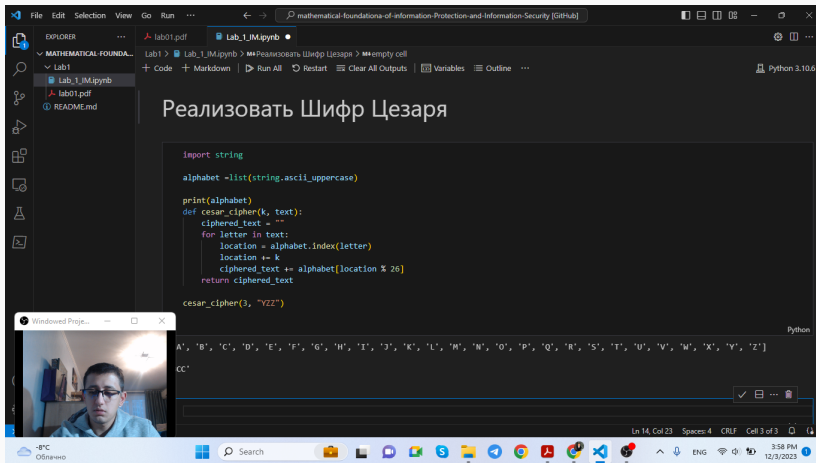 File Edit Selection View Go Run ... mathematical-foundationa-of-information-Protection-and-Information-Security [GitHub]
EXPLORER ...
lab01.pdf Lab_1_IM.ipynb
MATHEMATICAL-FOUNDA...
Lab1 > Lab_1_IM.ipynb > M↓Реализовать Шифр Цезаря > M↓empty cell
Lab1
+ Code + Markdown Run All Restart Clear All Outputs Variables Outline ... Python 3.10.6
Lab_1_IM.ipynb
lab01.pdf
README.md
Реализовать Шифр Цезаря
import string
alphabet =list(string.ascii_uppercase)
print(alphabet)
def cesar_cipher(k, text):
ciphered_text = ""
for letter in text:
location = alphabet.index(letter)
location += k
ciphered_text += alphabet[location % 26]
return ciphered_text
cesar_cipher(3, "YZZ")
Windowed Proje...
Python
A', 'B', 'C', 'D', 'E', 'F', 'G', 'H', 'I', 'J', 'K', 'L', 'M', 'N', 'O', 'P', 'Q', 'R', 'S', 'T', 'U', 'V', 'W', 'X', 'Y', 'Z']
CC'
Ln 14, Col 23 Spaces: 4 CRLF Cell 3 of 3
-8°C
Облачно
Search
ENG
3:58 PM
12/3/2023